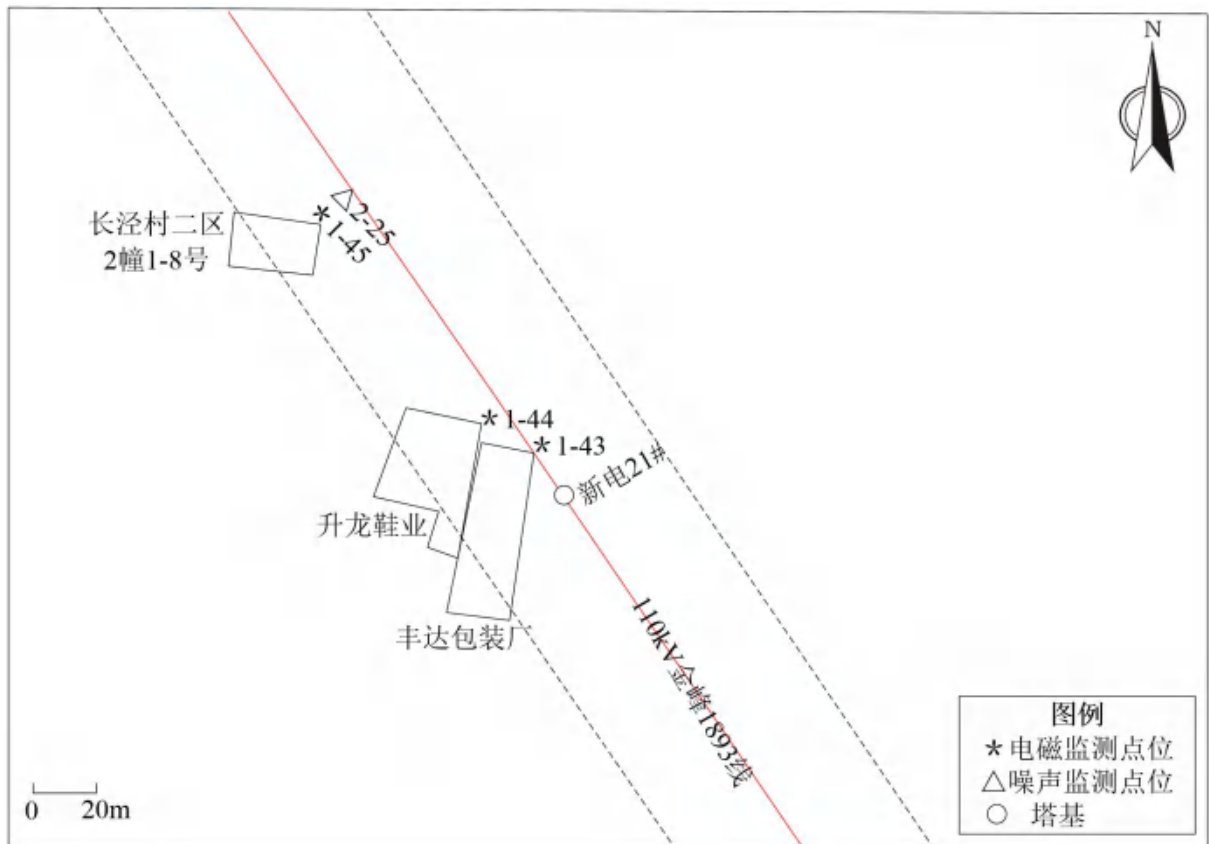 N
△2-25
*1-45
长泾村二区
2幢1-8号
*1-44
*1-43
新电21#
升龙鞋业
丰达包装厂
110kV金峰1893线
图例
*电磁监测点位
△噪声监测点位
○ 塔基
0 20m